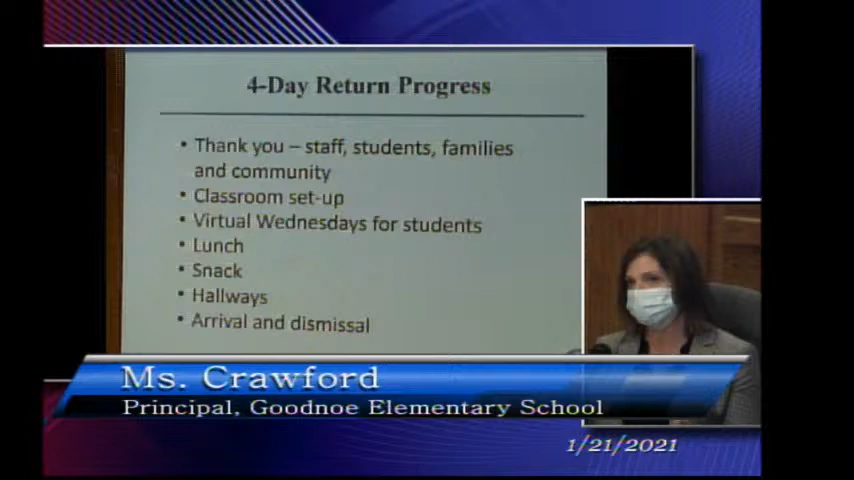 4-Day Return Progress
• Thank you – staff, students, families
and community
• Classroom set-up
• Virtual Wednesdays for students
• Lunch
• Snack
• Hallways
• Arrival and dismissal
Ms. Crawford
Principal, Goodnoe Elementary School
1/21/2021